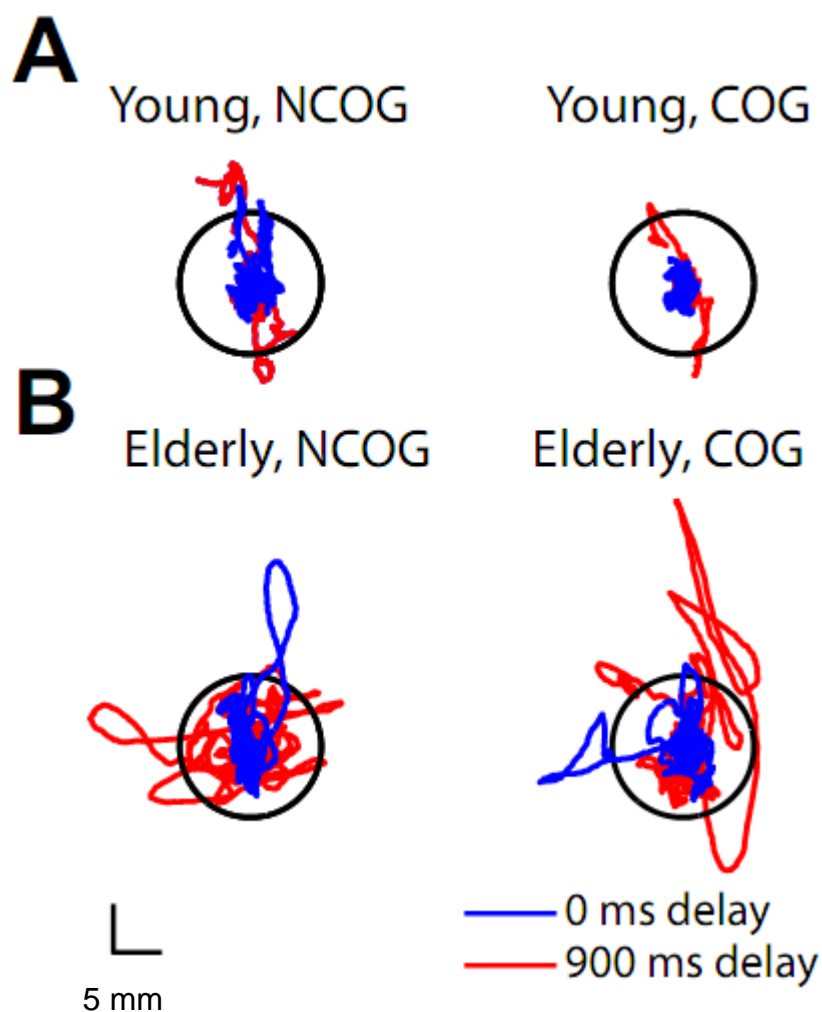 A
Young, NCOG
Young, COG
B
Elderly, NCOG
Elderly, COG
0 ms delay
900 ms delay
5 mm